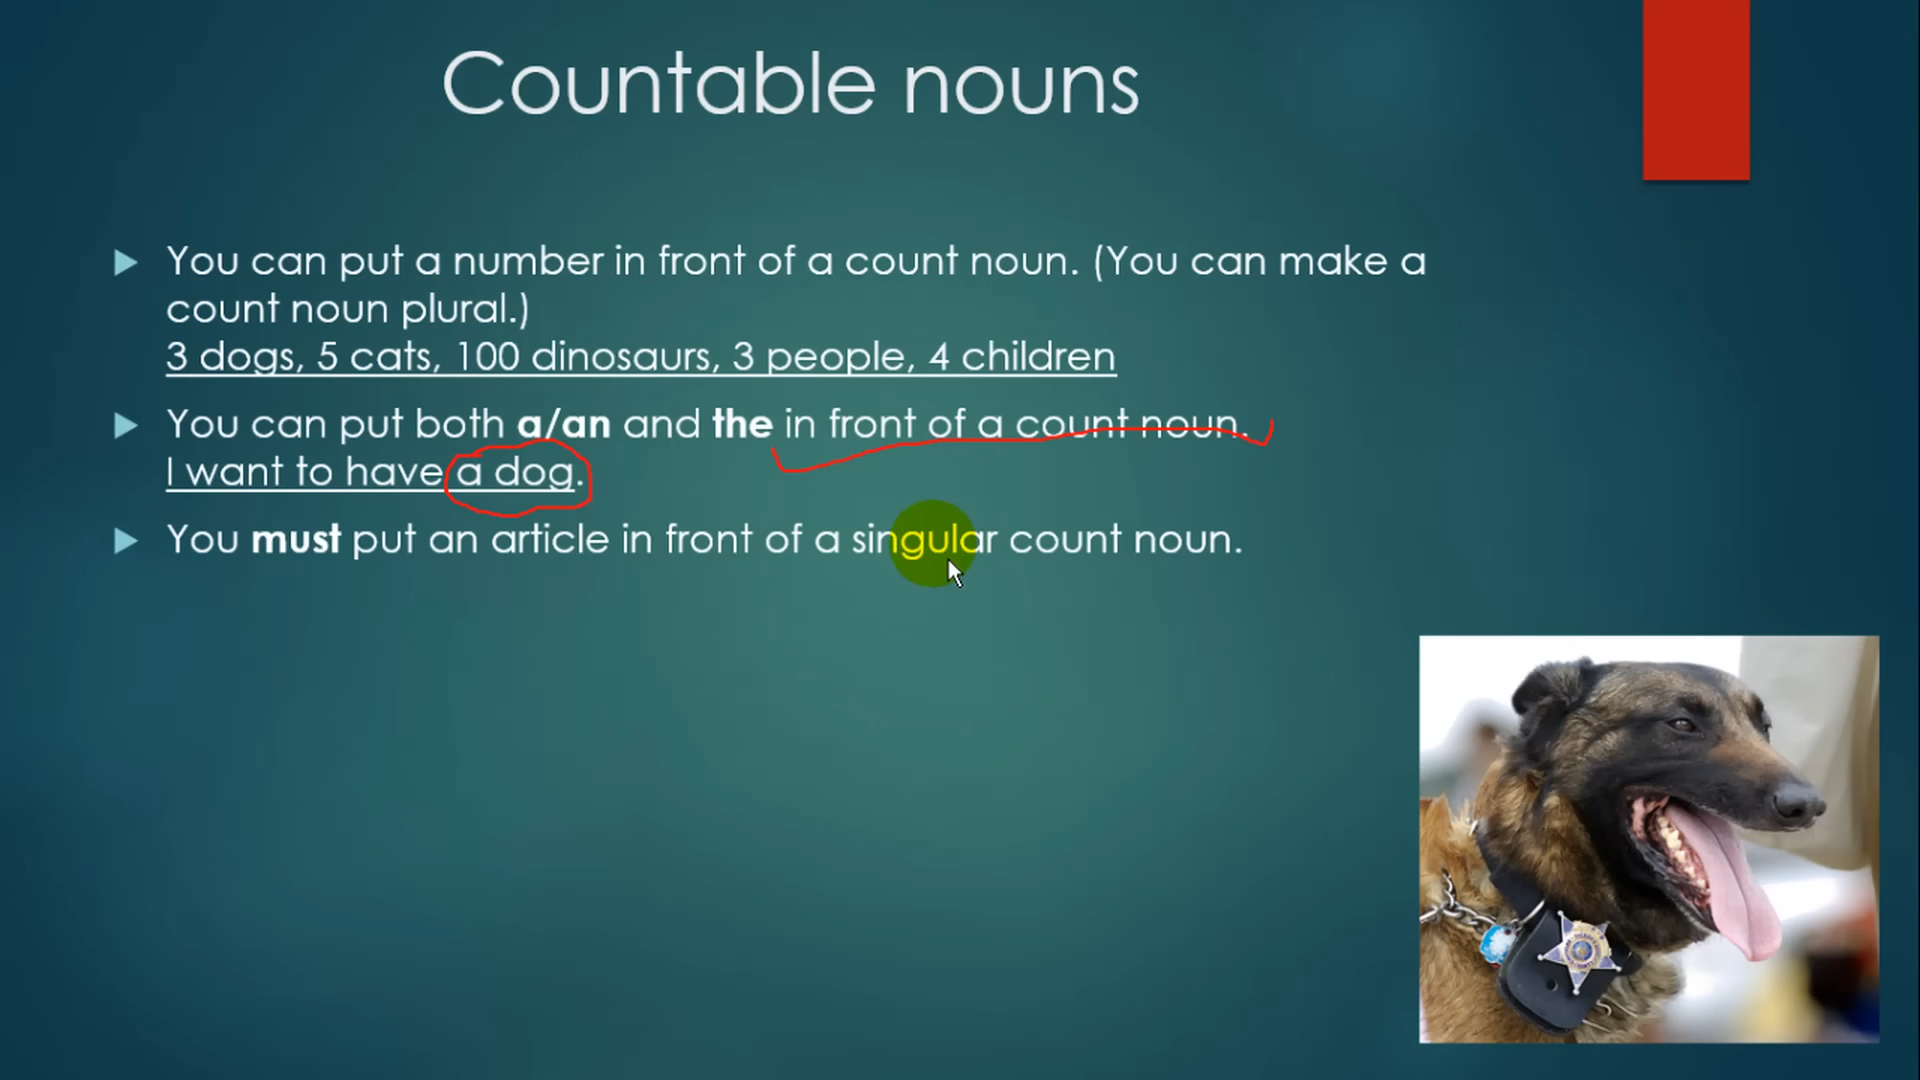 Countable nouns
You can put a number in front of a count noun. (You can make a
count noun plural.)
3 dogs, 5 cats, 100 dinosaurs, 3 people, 4 children
You can put both a/an and the in front of a count noun.
I want to have a dog.
You must put an article in front of a singular count noun.